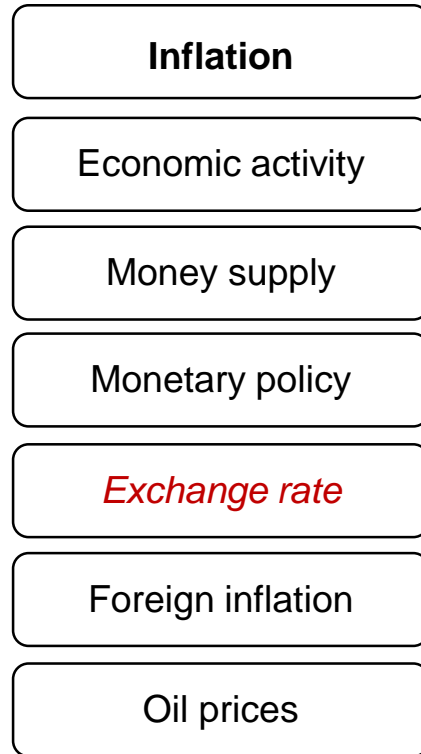 Inflation
Economic activity
Money supply
Monetary policy
Exchange rate
Foreign inflation
Oil prices